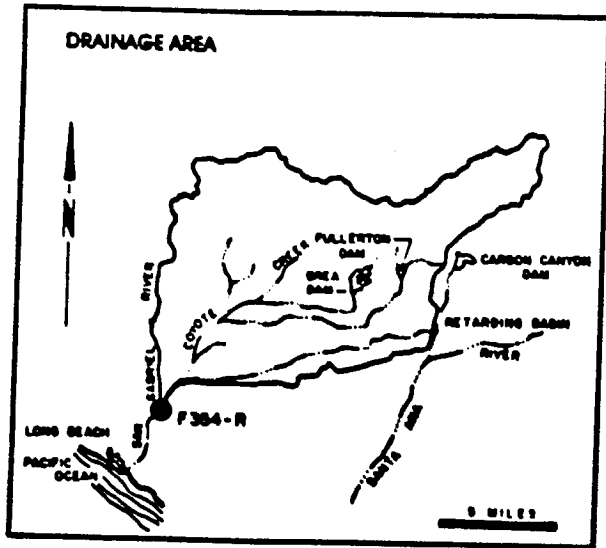 DRAINAGE AREA
N
CREEK
FULLERTON
DAM
BREA
DAM
CARBON CANYON
DAM
COYOTE
RETARDING BASIN
RIVER
SAN GABRIEL RIVER
F354-R
LONG BEACH
PACIFIC
OCEAN
SANTA ANA
5 MILES